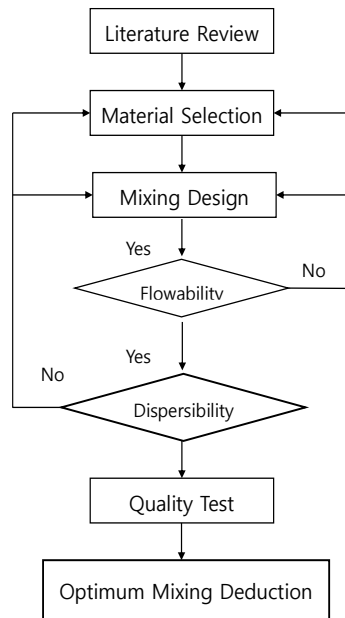 Literature Review
Material Selection
Mixing Design
Yes
Flowability
No
Yes
No
Dispersibility
Quality Test
Optimum Mixing Deduction